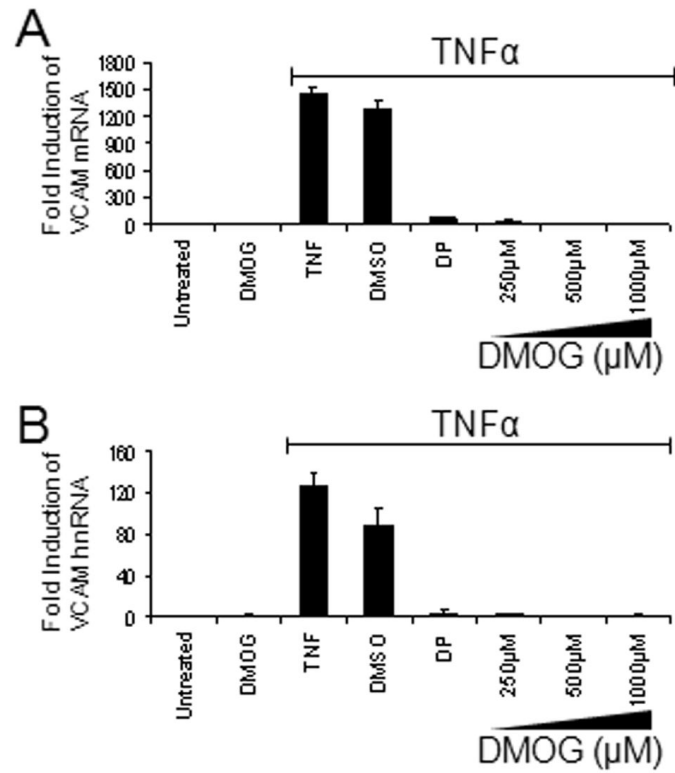 A
TNFα
Fold Induction of
VCAM mRNA
1800
1500
1200
900
600
300
0
Untreated
DMOG
TNF
DMSO
DP
250µM
500µM
1000µM
DMOG (µM)
B
TNFα
Fold Induction of
VCAM hnRNA
160
120
80
40
0
Untreated
DMOG
TNF
DMSO
DP
250µM
500µM
1000µM
DMOG (µM)